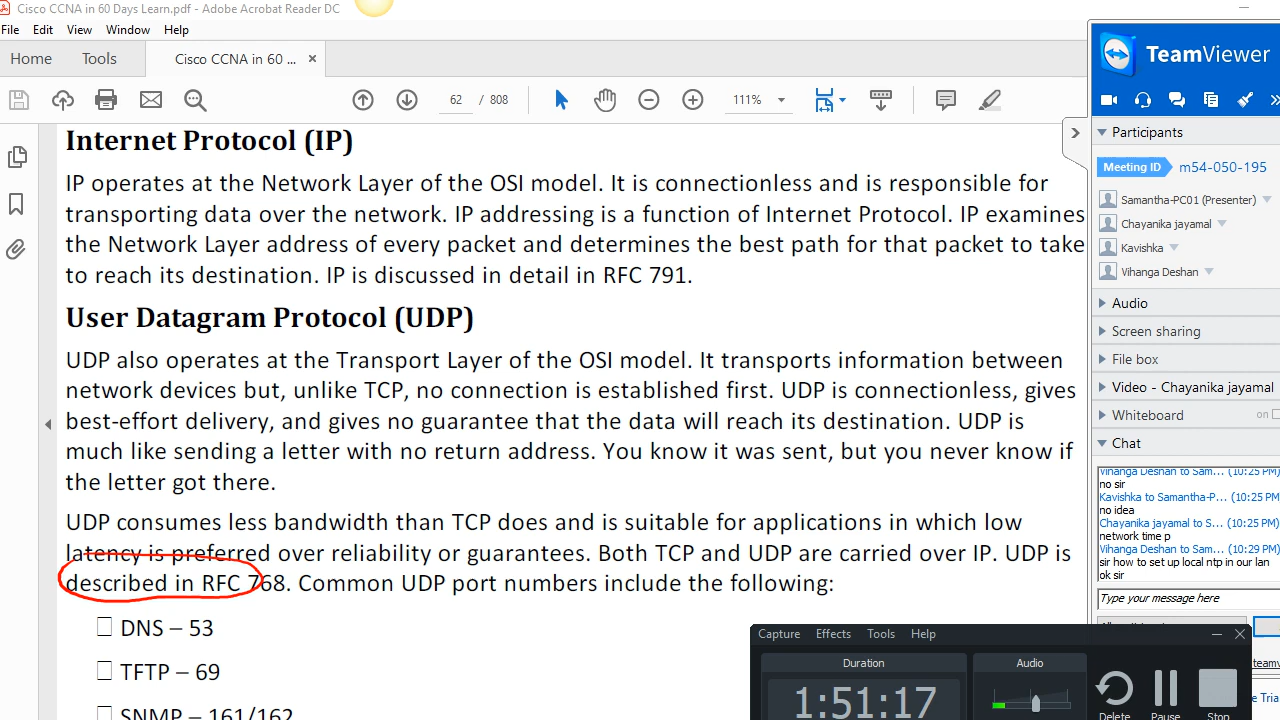 Cisco CCNA in 60 Days Learn.pdf - Adobe Acrobat Reader DC
File Edit View Window Help
Home Tools Cisco CCNA in 60 ... ×
62 / 808 111%
Internet Protocol (IP)
IP operates at the Network Layer of the OSI model. It is connectionless and is responsible for
transporting data over the network. IP addressing is a function of Internet Protocol. IP examines
the Network Layer address of every packet and determines the best path for that packet to take
to reach its destination. IP is discussed in detail in RFC 791.
User Datagram Protocol (UDP)
UDP also operates at the Transport Layer of the OSI model. It transports information between
network devices but, unlike TCP, no connection is established first. UDP is connectionless, gives
best-effort delivery, and gives no guarantee that the data will reach its destination. UDP is
much like sending a letter with no return address. You know it was sent, but you never know if
the letter got there.
UDP consumes less bandwidth than TCP does and is suitable for applications in which low
latency is preferred over reliability or guarantees. Both TCP and UDP are carried over IP. UDP is
described in RFC 768. Common UDP port numbers include the following:
DNS – 53
TFTP – 69
SNMP – 161/162
TeamViewer
Participants
Meeting ID m54-050-195
Samantha-PC01 (Presenter)
Chayanika jayamal
Kavishka
Vihanga Deshan
Audio
Screen sharing
File box
Video - Chayanika jayamal
Whiteboard on
Chat
Vihanga Deshan to Sam... (10:25 PM)
no sir
Kavishka to Samantha-P... (10:25 PM)
no idea
Chayanika jayamal to S... (10:25 PM)
network time p
Vihanga Deshan to Sam... (10:29 PM)
sir how to set up local ntp in our lan
ok sir
Type your message here
Capture Effects Tools Help
Duration Audio
1:51:17
Delete Pause Stop